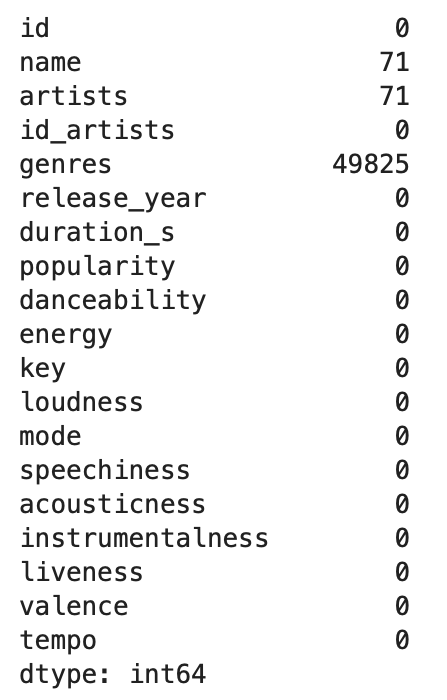 id 0
name 71
artists 71
id_artists 0
genres 49825
release_year 0
duration_s 0
popularity 0
danceability 0
energy 0
key 0
loudness 0
mode 0
speechiness 0
acousticness 0
instrumentalness 0
liveness 0
valence 0
tempo 0
dtype: int64